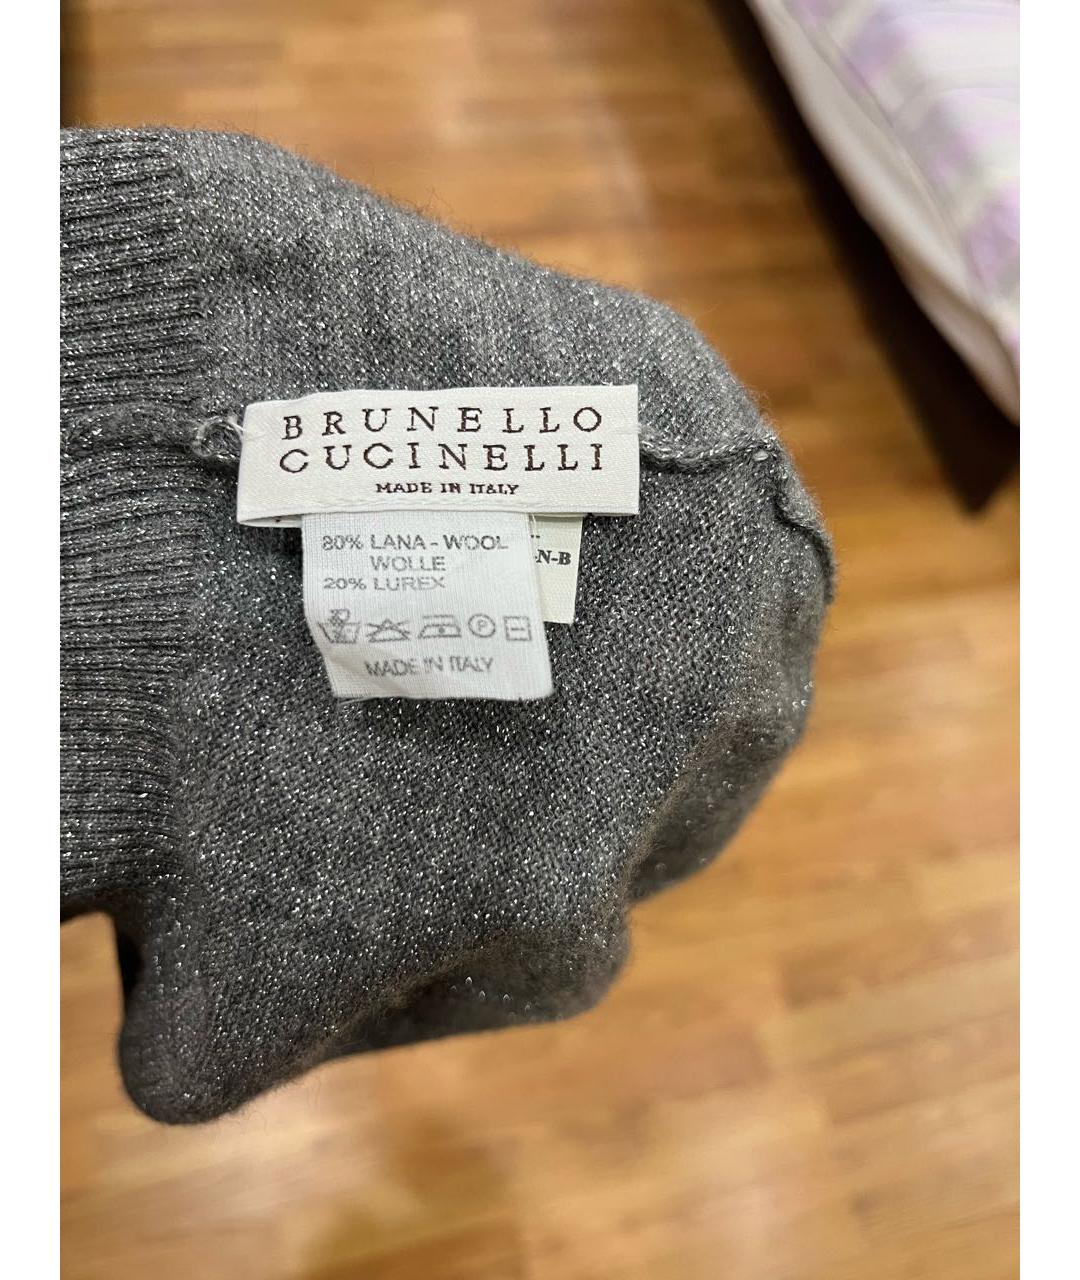 BRUNELLO
CUCINELLI
MADE IN ITALY
80% LANA - WOOL
WOLLE
20% LUREX
P
MADE IN ITALY
-N-B